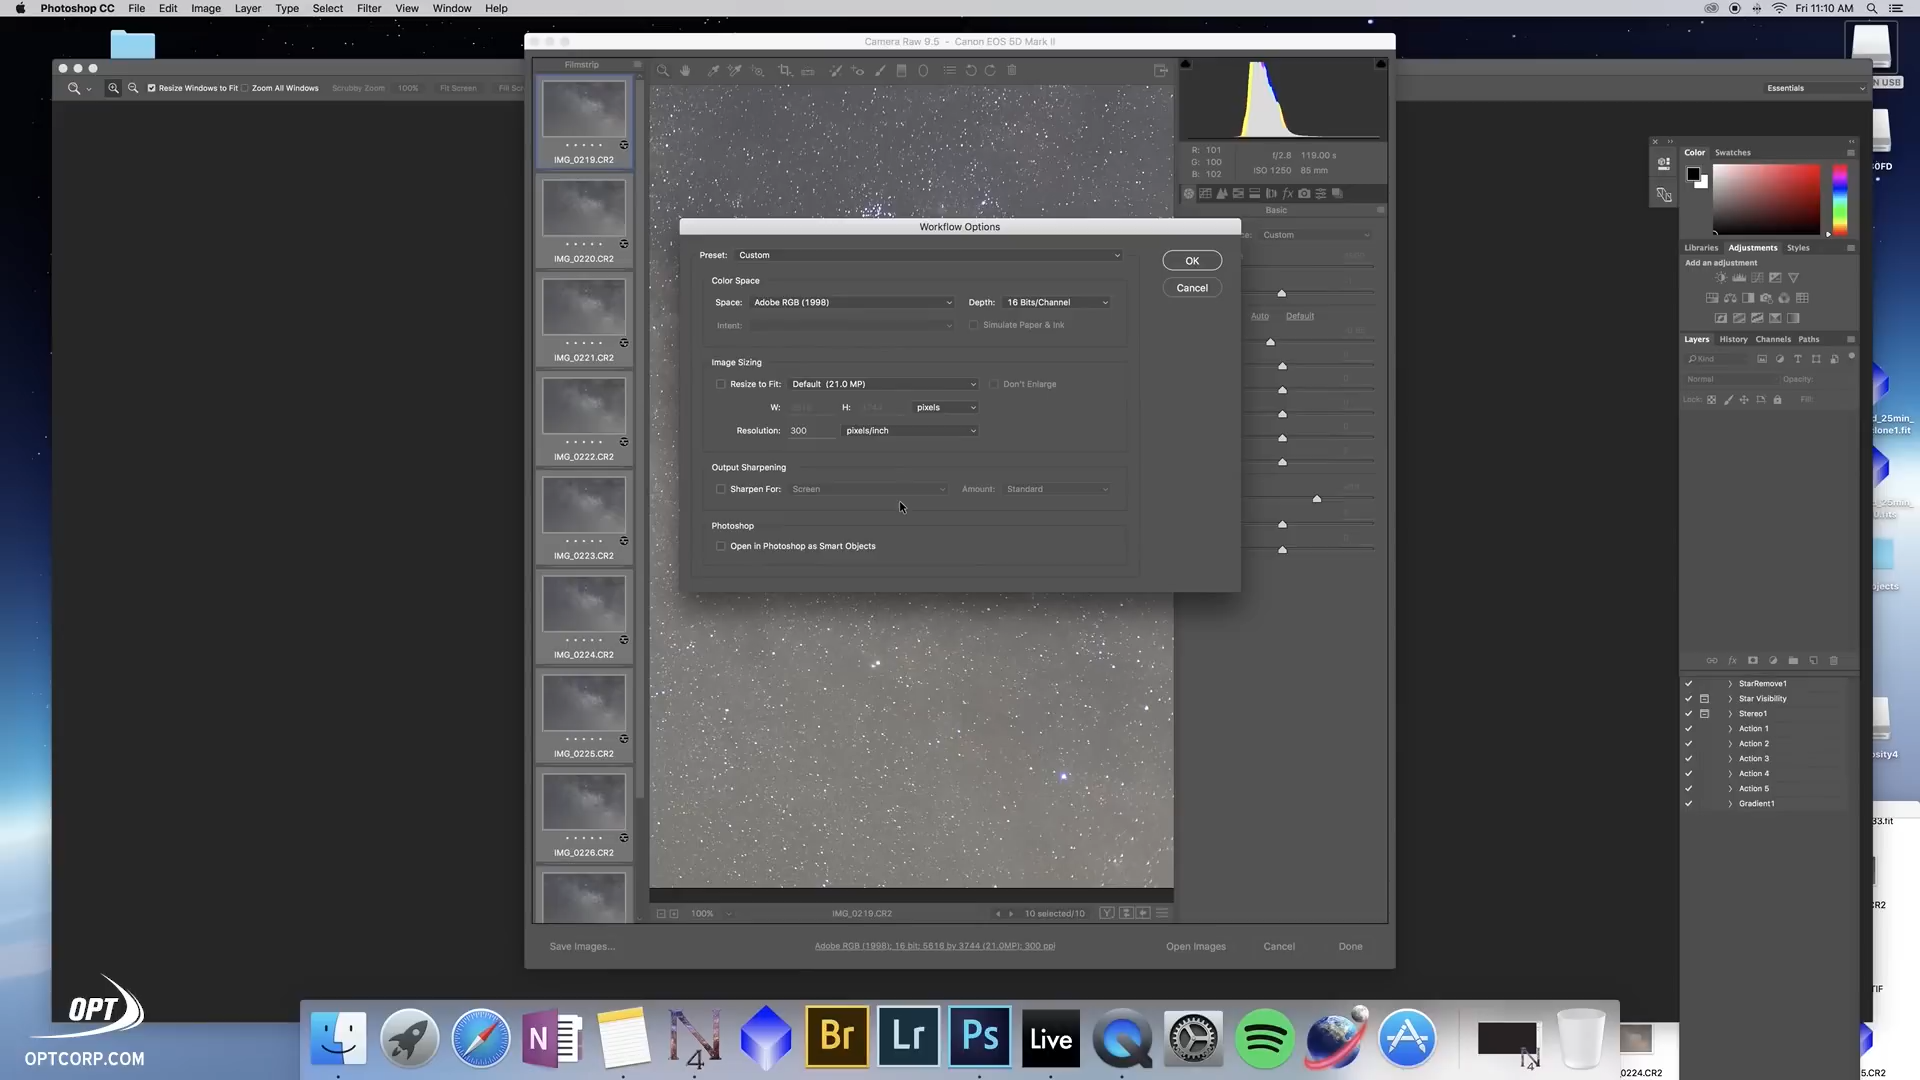 Photoshop CC File Edit Image Layer Type Select Filter View Window Help
Fri 11:10 AM
Camera Raw 9.5 - Canon EOS 5D Mark II
Resize Windows to Fit Zoom All Windows Scrubby Zoom 100% Fit Screen Fill Scr
Essentials
Filmstrip
IMG_0219.CR2
IMG_0220.CR2
IMG_0221.CR2
IMG_0222.CR2
IMG_0223.CR2
IMG_0224.CR2
IMG_0225.CR2
IMG_0226.CR2
R: 101
G: 100
B: 102
f/2.8 119.00 s
ISO 1250 85 mm
Basic
Custom
Auto Default
Workflow Options
Preset: Custom
OK
Cancel
Color Space
Space: Adobe RGB (1998) Depth: 16 Bits/Channel
Intent: Simulate Paper & Ink
Image Sizing
Resize to Fit: Default (21.0 MP) Don't Enlarge
W: H: pixels
Resolution: 300 pixels/inch
Output Sharpening
Sharpen For: Screen Amount: Standard
Photoshop
Open in Photoshop as Smart Objects
100% IMG_0219.CR2 10 selected/10
Save Images... Adobe RGB (1998); 16 bit; 5616 by 3744 (21.0MP); 300 ppi Open Images Cancel Done
Color Swatches
Libraries Adjustments Styles
Add an adjustment
Layers History Channels Paths
Kind
Normal Opacity:
Lock: Fill:
StarRemove1
Star Visibility
Stereo1
Action 1
Action 2
Action 3
Action 4
Action 5
Gradient1
N USB
OPT
OPTCORP.COM
N
4
Br
Lr
Ps
Live
_0224.CR2